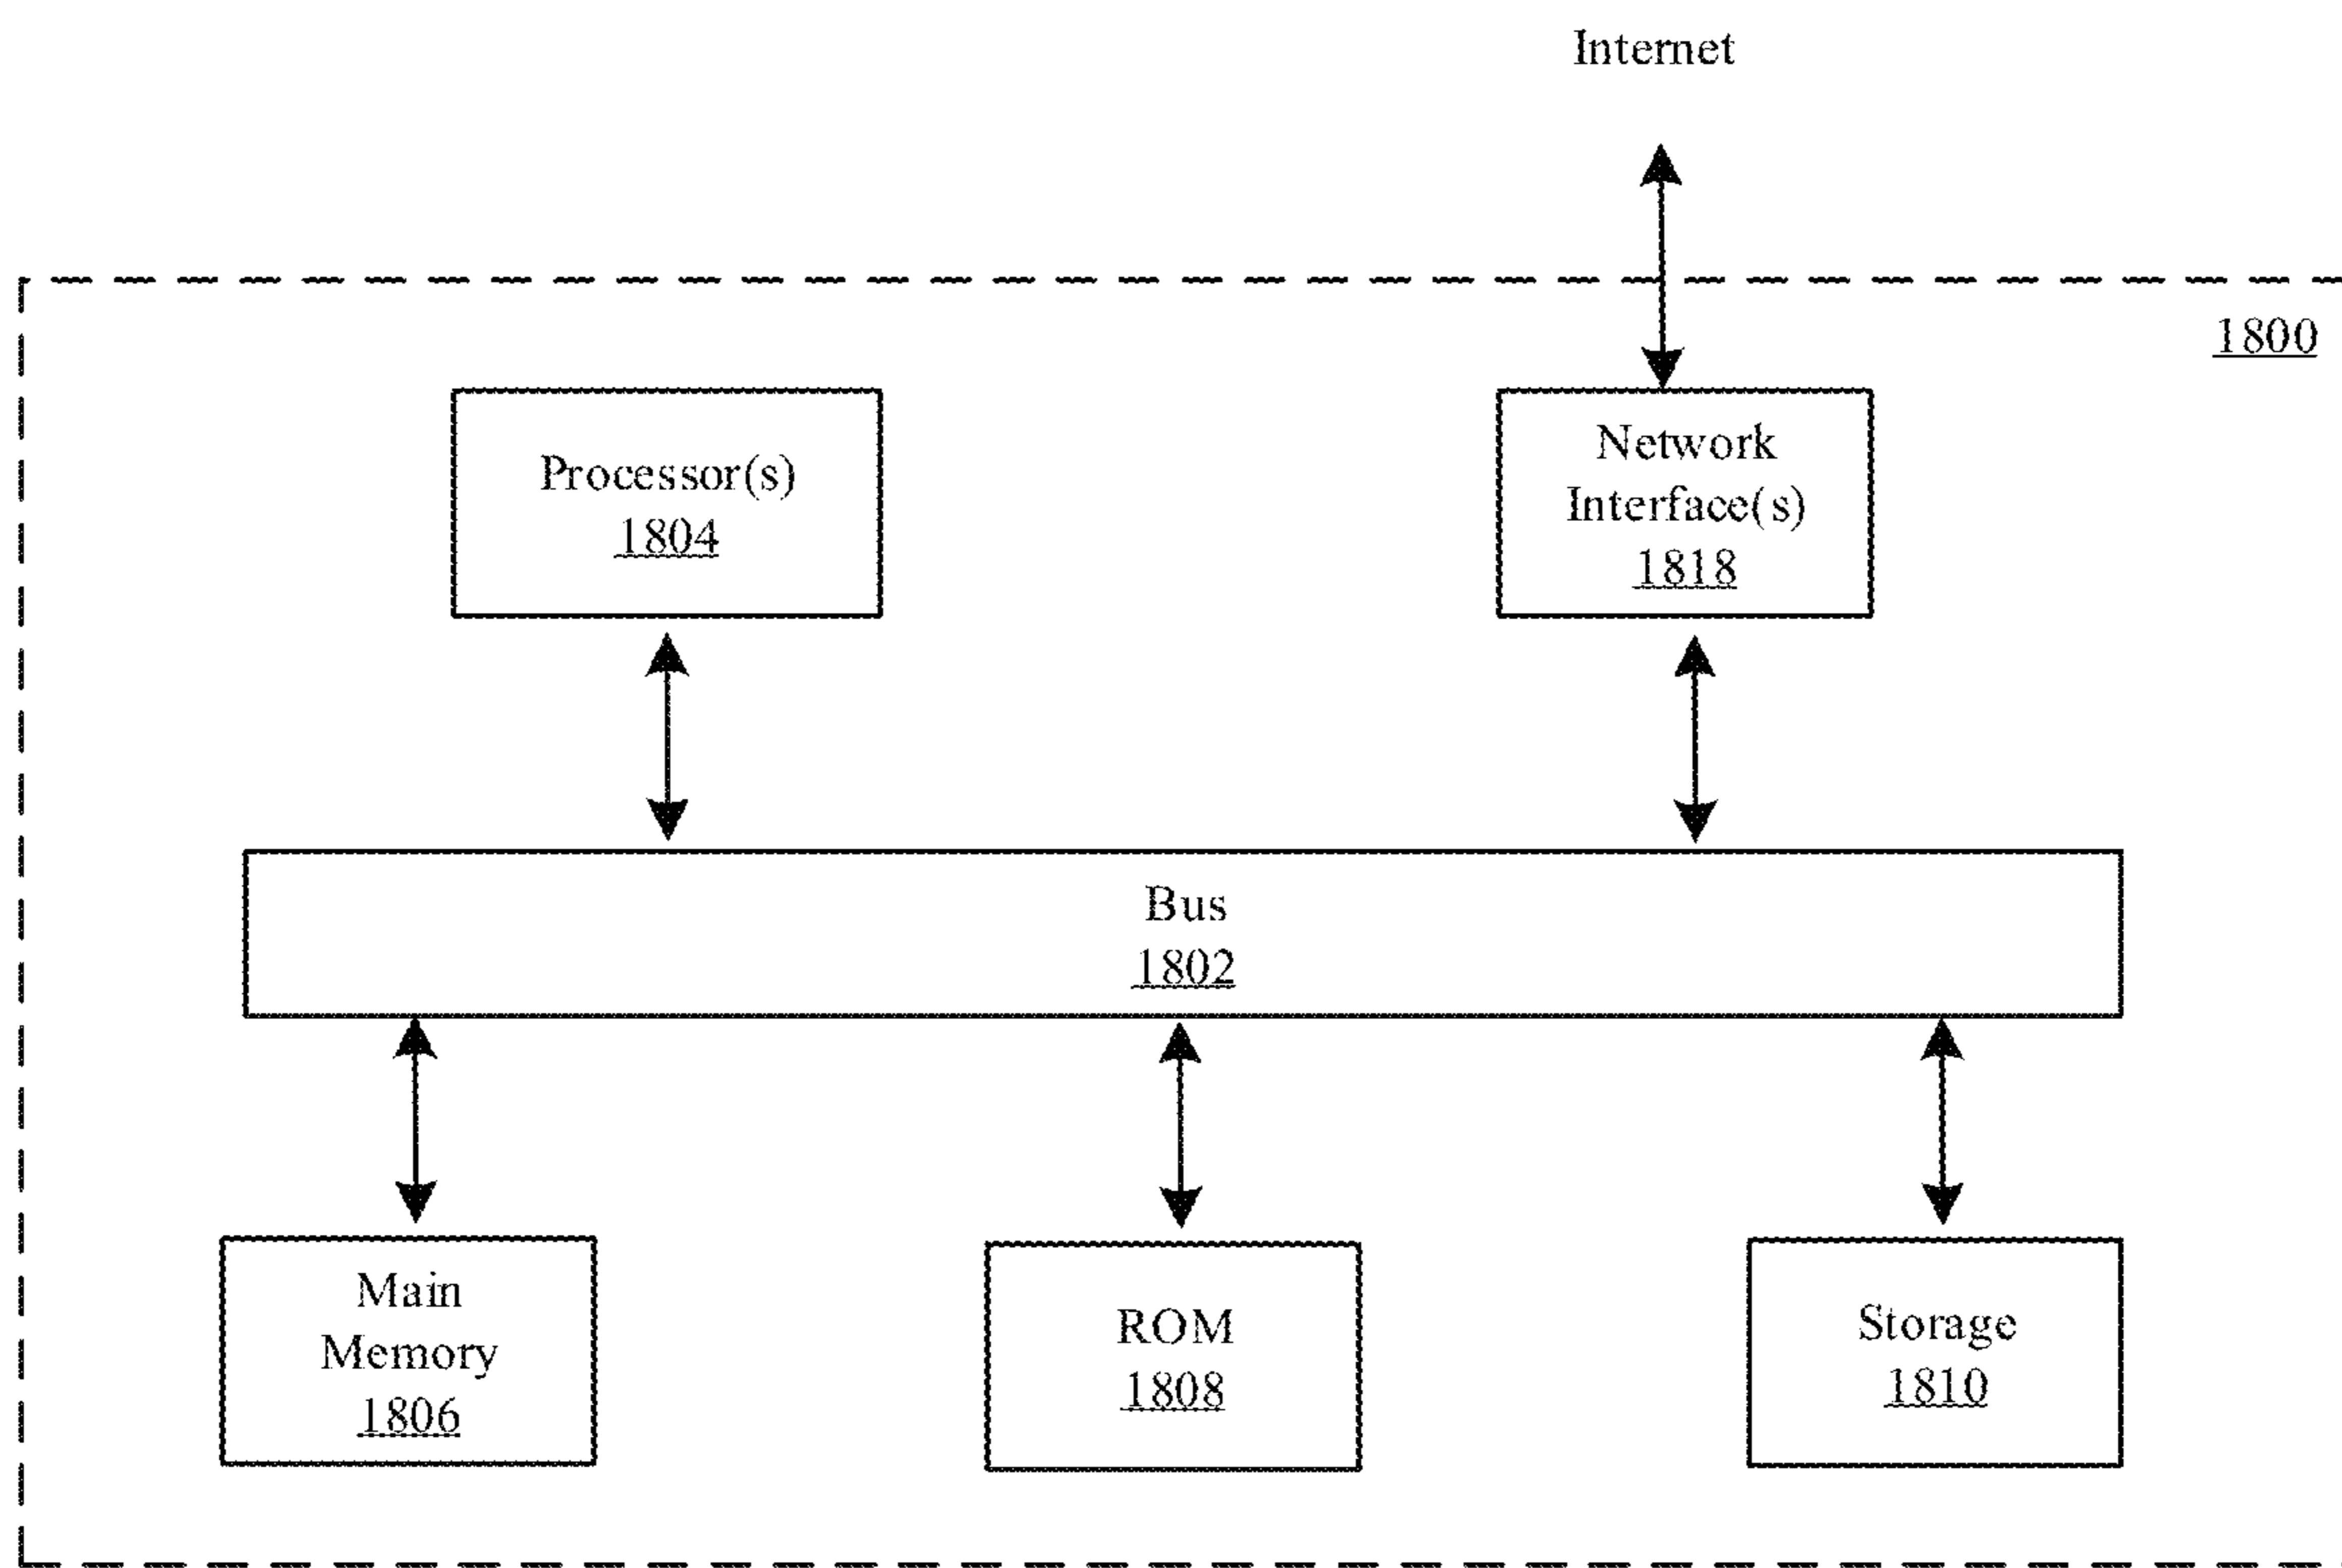 Internet
1800
Processor(s)
1804
Network
Interface(s)
1818
Bus
1802
Main
Memory
1806
ROM
1808
Storage
1810